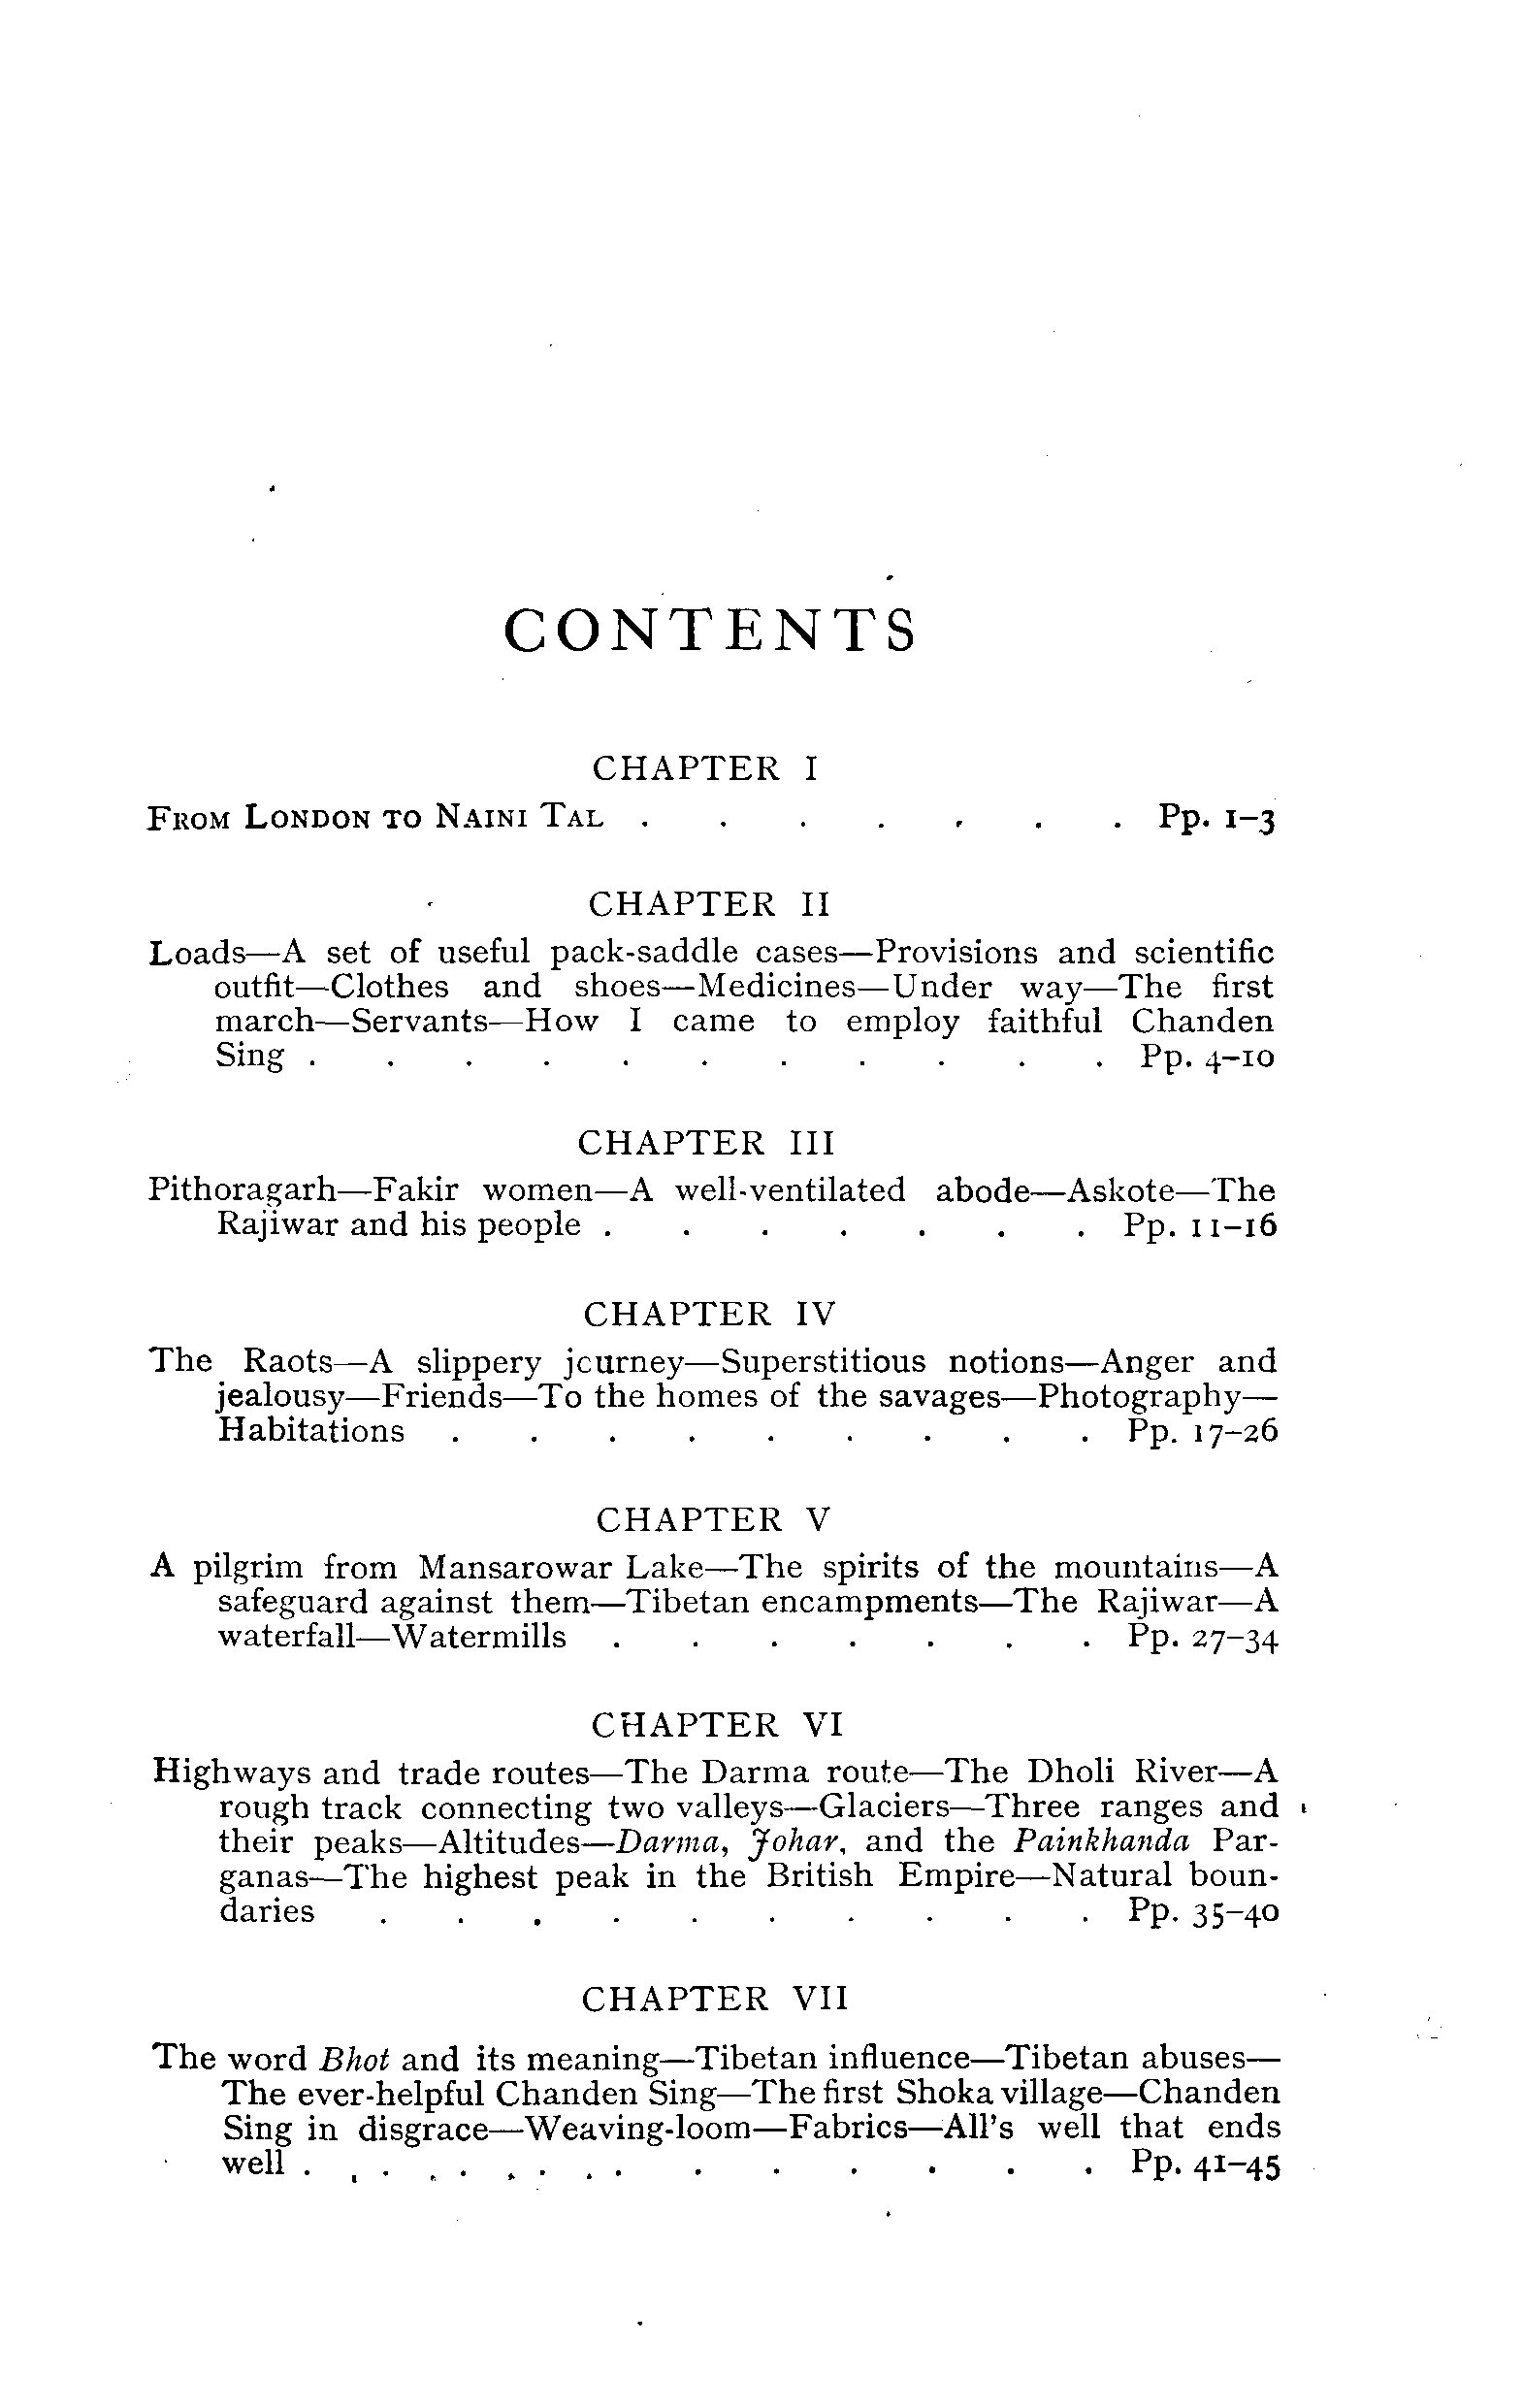 CONTENTS
CHAPTER I
FROM LONDON TO NAINI TAL . . . . . . . Pp. 1–3
CHAPTER II
Loads—A set of useful pack-saddle cases—Provisions and scientific
outfit—Clothes and shoes—Medicines—Under way—The first
march—Servants—How I came to employ faithful Chanden
Sing . . . . . . . . . . . Pp. 4–10
CHAPTER III
Pithoragarh—Fakir women—A well-ventilated abode—Askote—The
Rajiwar and his people . . . . . . . Pp. 11–16
CHAPTER IV
The Raots—A slippery journey—Superstitious notions—Anger and
jealousy—Friends—To the homes of the savages—Photography—
Habitations . . . . . . . . . Pp. 17–26
CHAPTER V
A pilgrim from Mansarowar Lake—The spirits of the mountains—A
safeguard against them—Tibetan encampments—The Rajiwar—A
waterfall—Watermills . . . . . . . Pp. 27–34
CHAPTER VI
Highways and trade routes—The Darma route—The Dholi River—A
rough track connecting two valleys—Glaciers—Three ranges and
their peaks—Altitudes—Darma, Johar, and the Painkhanda Par-
ganas—The highest peak in the British Empire—Natural boun-
daries . . . . . . . . . . Pp. 35–40
CHAPTER VII
The word Bhot and its meaning—Tibetan influence—Tibetan abuses—
The ever-helpful Chanden Sing—The first Shoka village—Chanden
Sing in disgrace—Weaving-loom—Fabrics—All's well that ends
well . . . . . . . . . . . Pp. 41–45